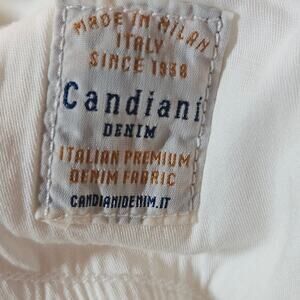 MADE IN MILAN
ITALY
SINCE 1938
Candiani
DENIM
ITALIAN PREMIUM
DENIM FABRIC
CANDIANIDENIM.IT